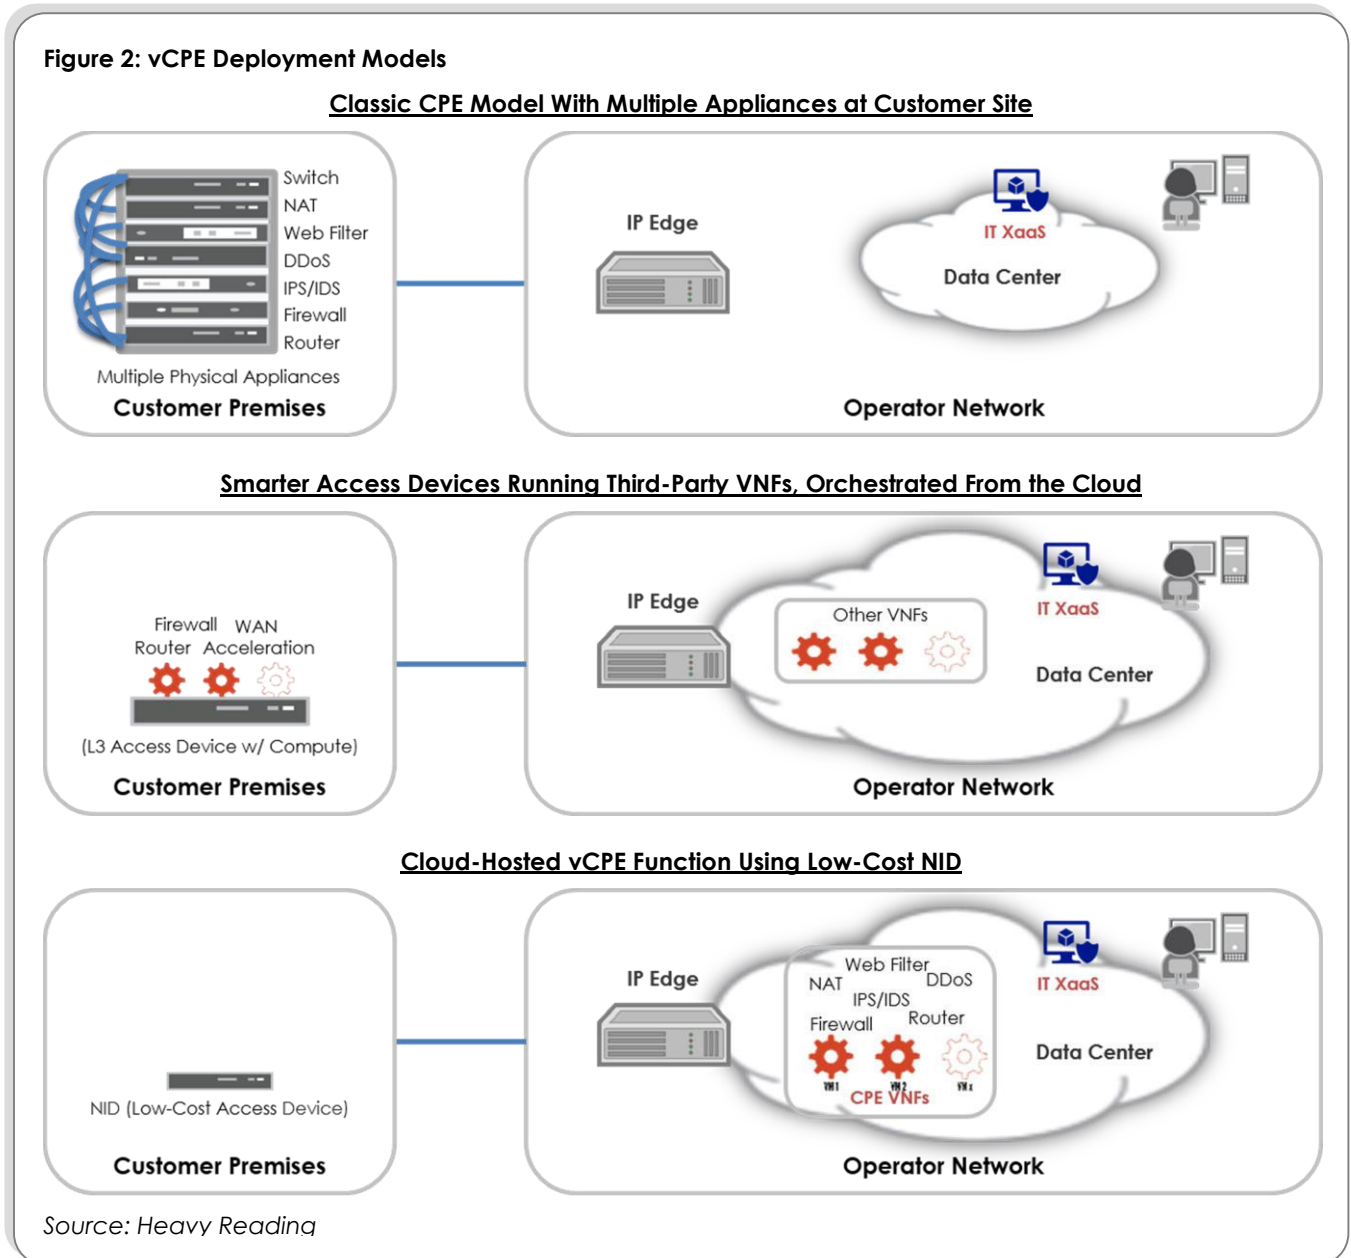 Figure 2: vCPE Deployment Models
Classic CPE Model With Multiple Appliances at Customer Site
Switch
NAT
Web Filter
DDoS
IPS/IDS
Firewall
Router
Multiple Physical Appliances
Customer Premises
IP Edge
IT XaaS
Data Center
Operator Network
Smarter Access Devices Running Third-Party VNFs, Orchestrated From the Cloud
Firewall WAN
Router Acceleration
(L3 Access Device w/ Compute)
Customer Premises
IP Edge
Other VNFs
IT XaaS
Data Center
Operator Network
Cloud-Hosted vCPE Function Using Low-Cost NID
NID (Low-Cost Access Device)
Customer Premises
IP Edge
Web Filter
NAT DDoS
IPS/IDS
Firewall Router
VM 1 VM 2 VM x
CPE VNFs
IT XaaS
Data Center
Operator Network
Source: Heavy Reading